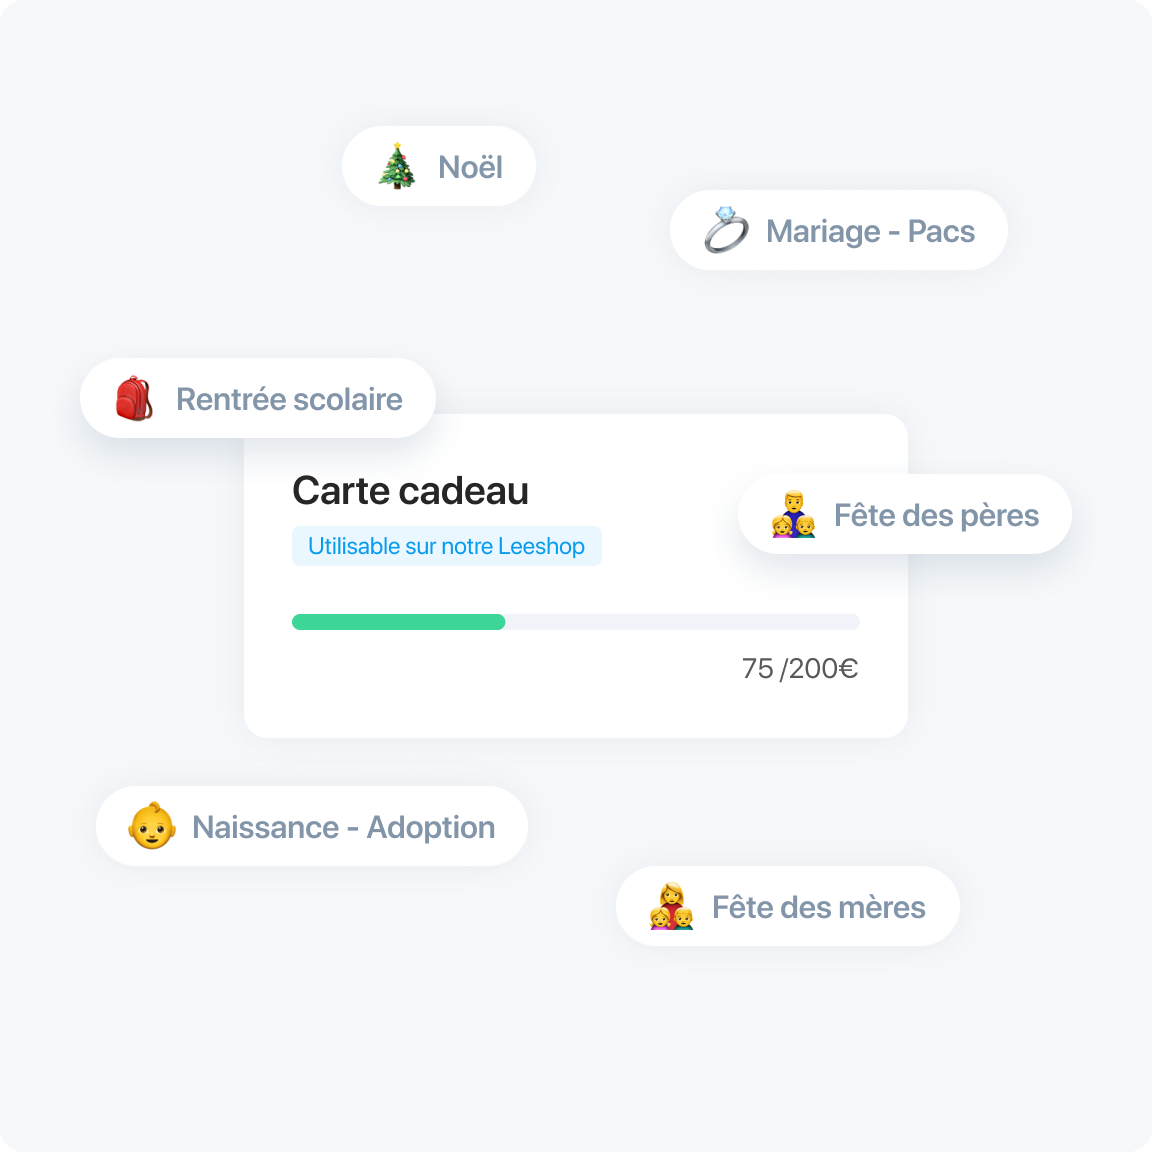 Noël
Mariage - Pacs
Rentrée scolaire
Carte cadeau
Fête des pères
Utilisable sur notre Leeshop
75 /200€
Naissance - Adoption
Fête des mères